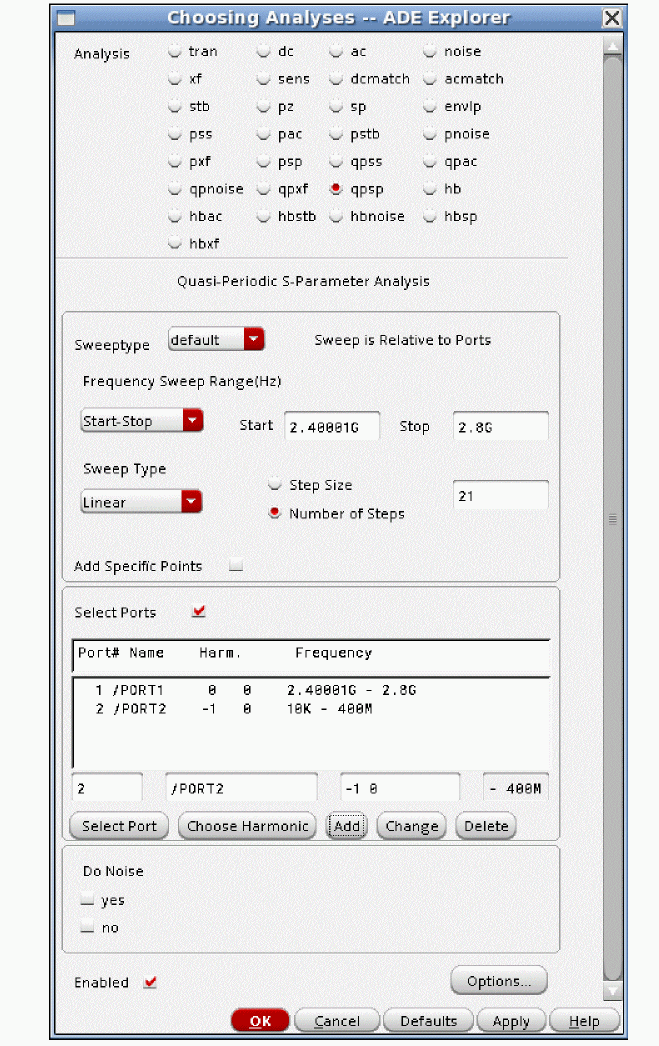 Choosing Analyses -- ADE Explorer
Analysis tran dc ac noise
xf sens dcmatch acmatch
stb pz sp envlp
pss pac pstb pnoise
pxf psp qpss qpac
qpnoise qpxf qpsp hb
hbac hbstb hbnoise hbsp
hbxf
Quasi-Periodic S-Parameter Analysis
Sweeptype default Sweep is Relative to Ports
Frequency Sweep Range(Hz)
Start-Stop Start 2.40001G Stop 2.8G
Sweep Type
Linear
Step Size
Number of Steps
21
Add Specific Points
Select Ports
Port# Name Harm. Frequency
1 /PORT1 0 0 2.40001G - 2.8G
2 /PORT2 -1 0 10K - 400M
2 /PORT2 -1 0 - 400M
Select Port Choose Harmonic Add Change Delete
Do Noise
yes
no
Enabled Options...
OK Cancel Defaults Apply Help